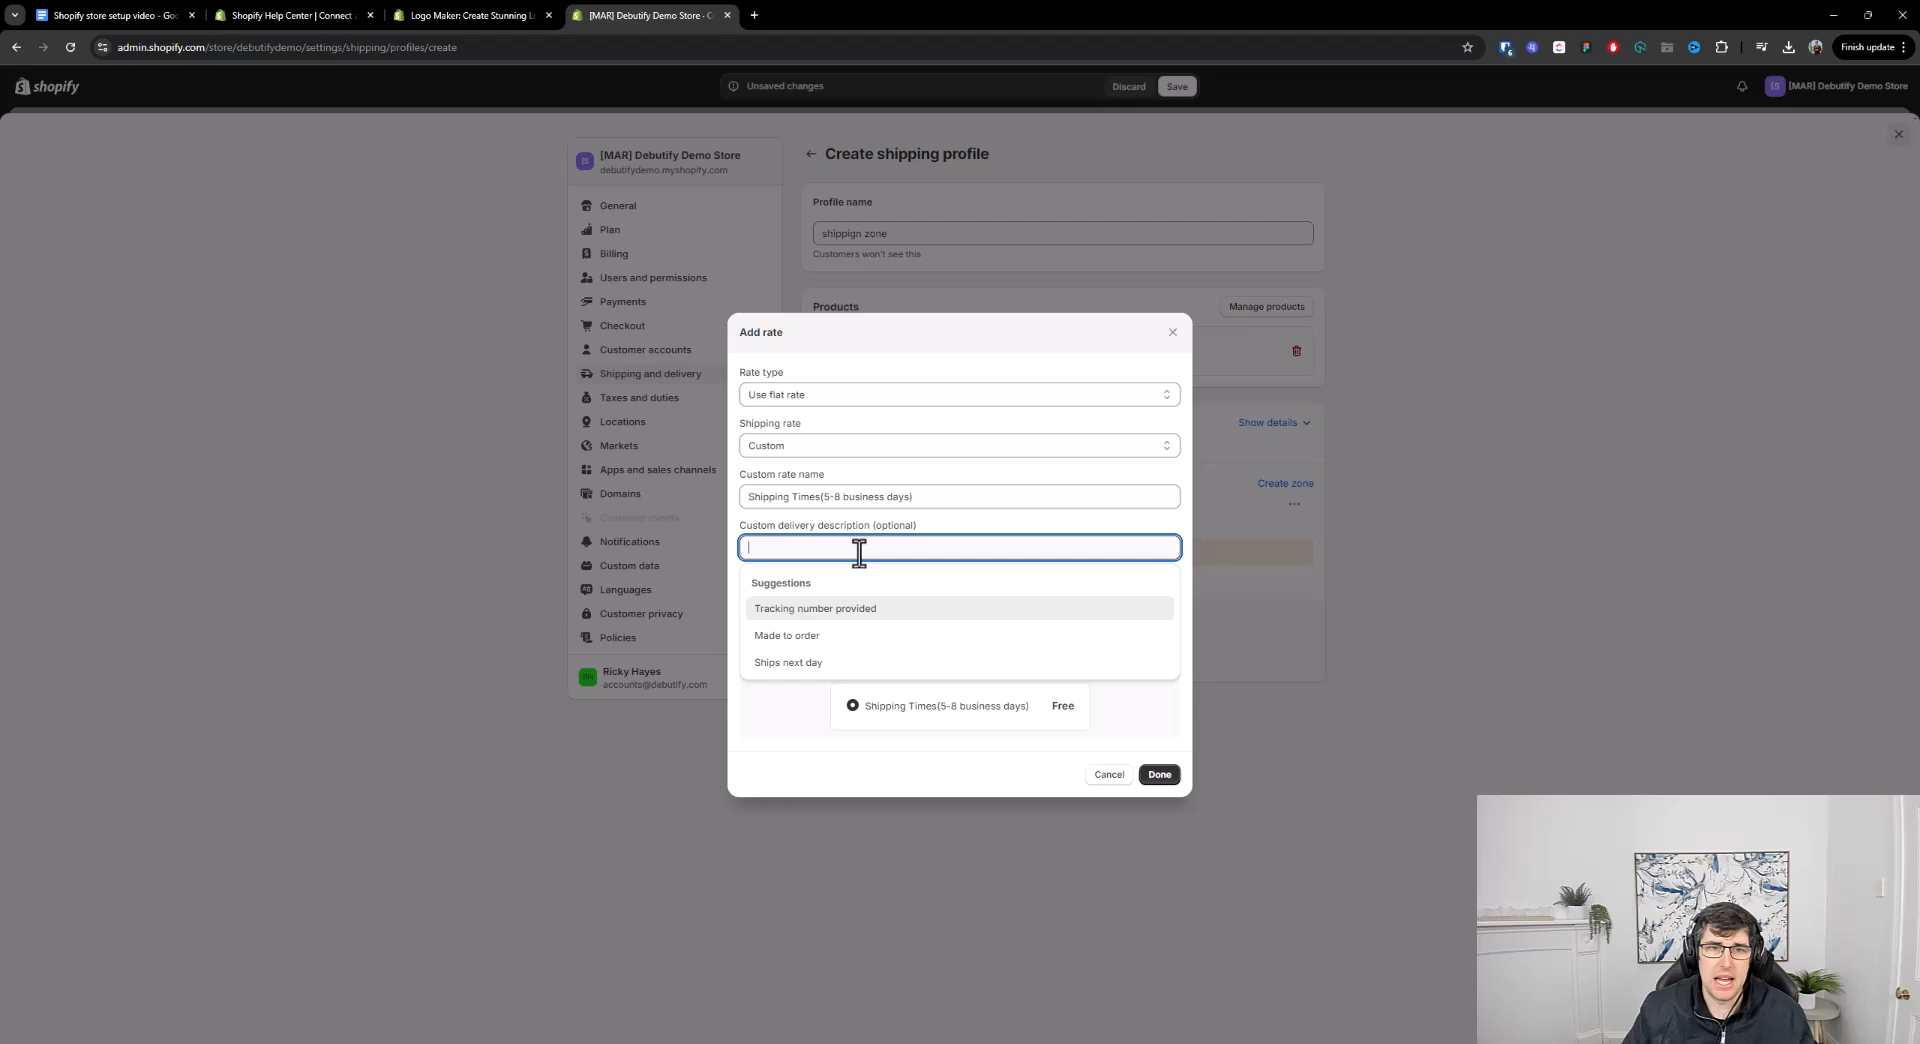 Shopify store setup video - Goo
Shopify Help Center | Connect a
Logo Maker: Create Stunning L
[MAR] Debutify Demo Store · C
admin.shopify.com/store/debutifydemo/settings/shipping/profiles/create
Finish update
shopify
Unsaved changes
Discard
Save
[MAR] Debutify Demo Store
[MAR] Debutify Demo Store
debutifydemo.myshopify.com
General
Plan
Billing
Users and permissions
Payments
Checkout
Customer accounts
Shipping and delivery
Taxes and duties
Locations
Markets
Apps and sales channels
Domains
Customer events
Notifications
Custom data
Languages
Customer privacy
Policies
Ricky Hayes
accounts@debutify.com
Create shipping profile
Profile name
shippign zone
Customers won't see this
Products
Manage products
Show details
Create zone
Add rate
Rate type
Use flat rate
Shipping rate
Custom
Custom rate name
Shipping Times(5-8 business days)
Custom delivery description (optional)
Suggestions
Tracking number provided
Made to order
Ships next day
Shipping Times(5-8 business days)
Free
Cancel
Done